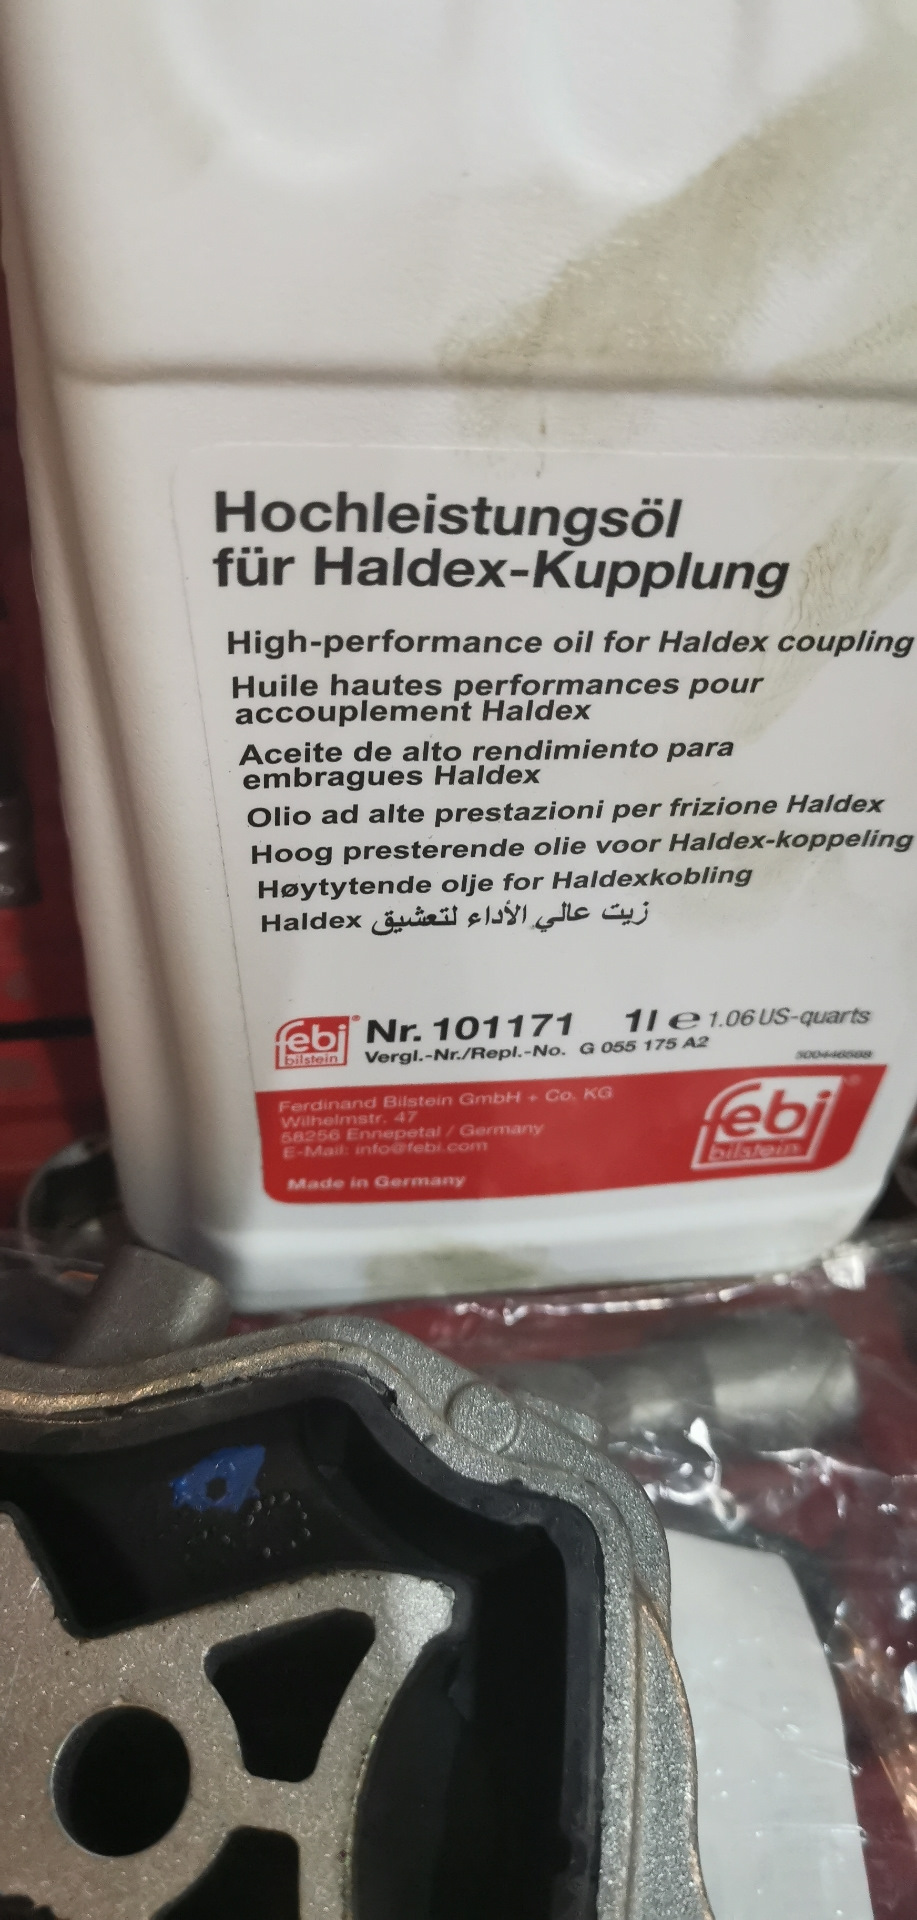 Hochleistungsöl
für Haldex-Kupplung
High-performance oil for Haldex coupling
Huile hautes performances pour
accouplement Haldex
Aceite de alto rendimiento para
embragues Haldex
Olio ad alte prestazioni per frizione Haldex
Hoog presterende olie voor Haldex-koppeling
Høytytende olje for Haldexkobling
زيت عالي الأداء لتعشيق Haldex
febi bilstein Nr. 101171 1l e 1.06 US-quarts
Vergl.-Nr./Repl.-No. G 055 175 A2
Ferdinand Bilstein GmbH + Co. KG
Wilhelmstr. 47
58256 Ennepetal / Germany
E-Mail: info@febi.com
Made in Germany
febi
bilstein